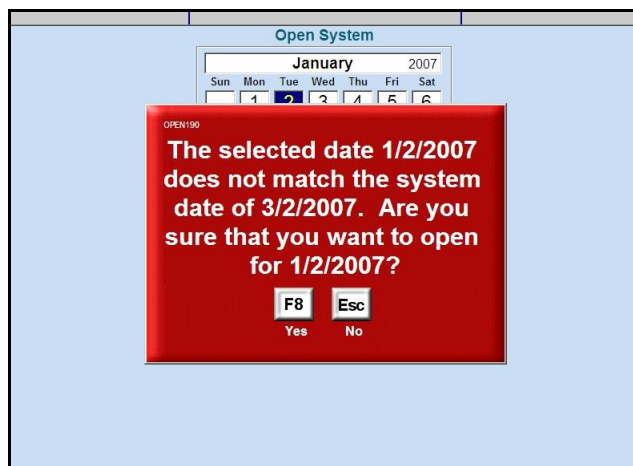 Open System
January 2007
Sun Mon Tue Wed Thu Fri Sat
1 2 3 4 5 6
OPEN190
The selected date 1/2/2007
does not match the system
date of 3/2/2007. Are you
sure that you want to open
for 1/2/2007?
F8 Esc
Yes No